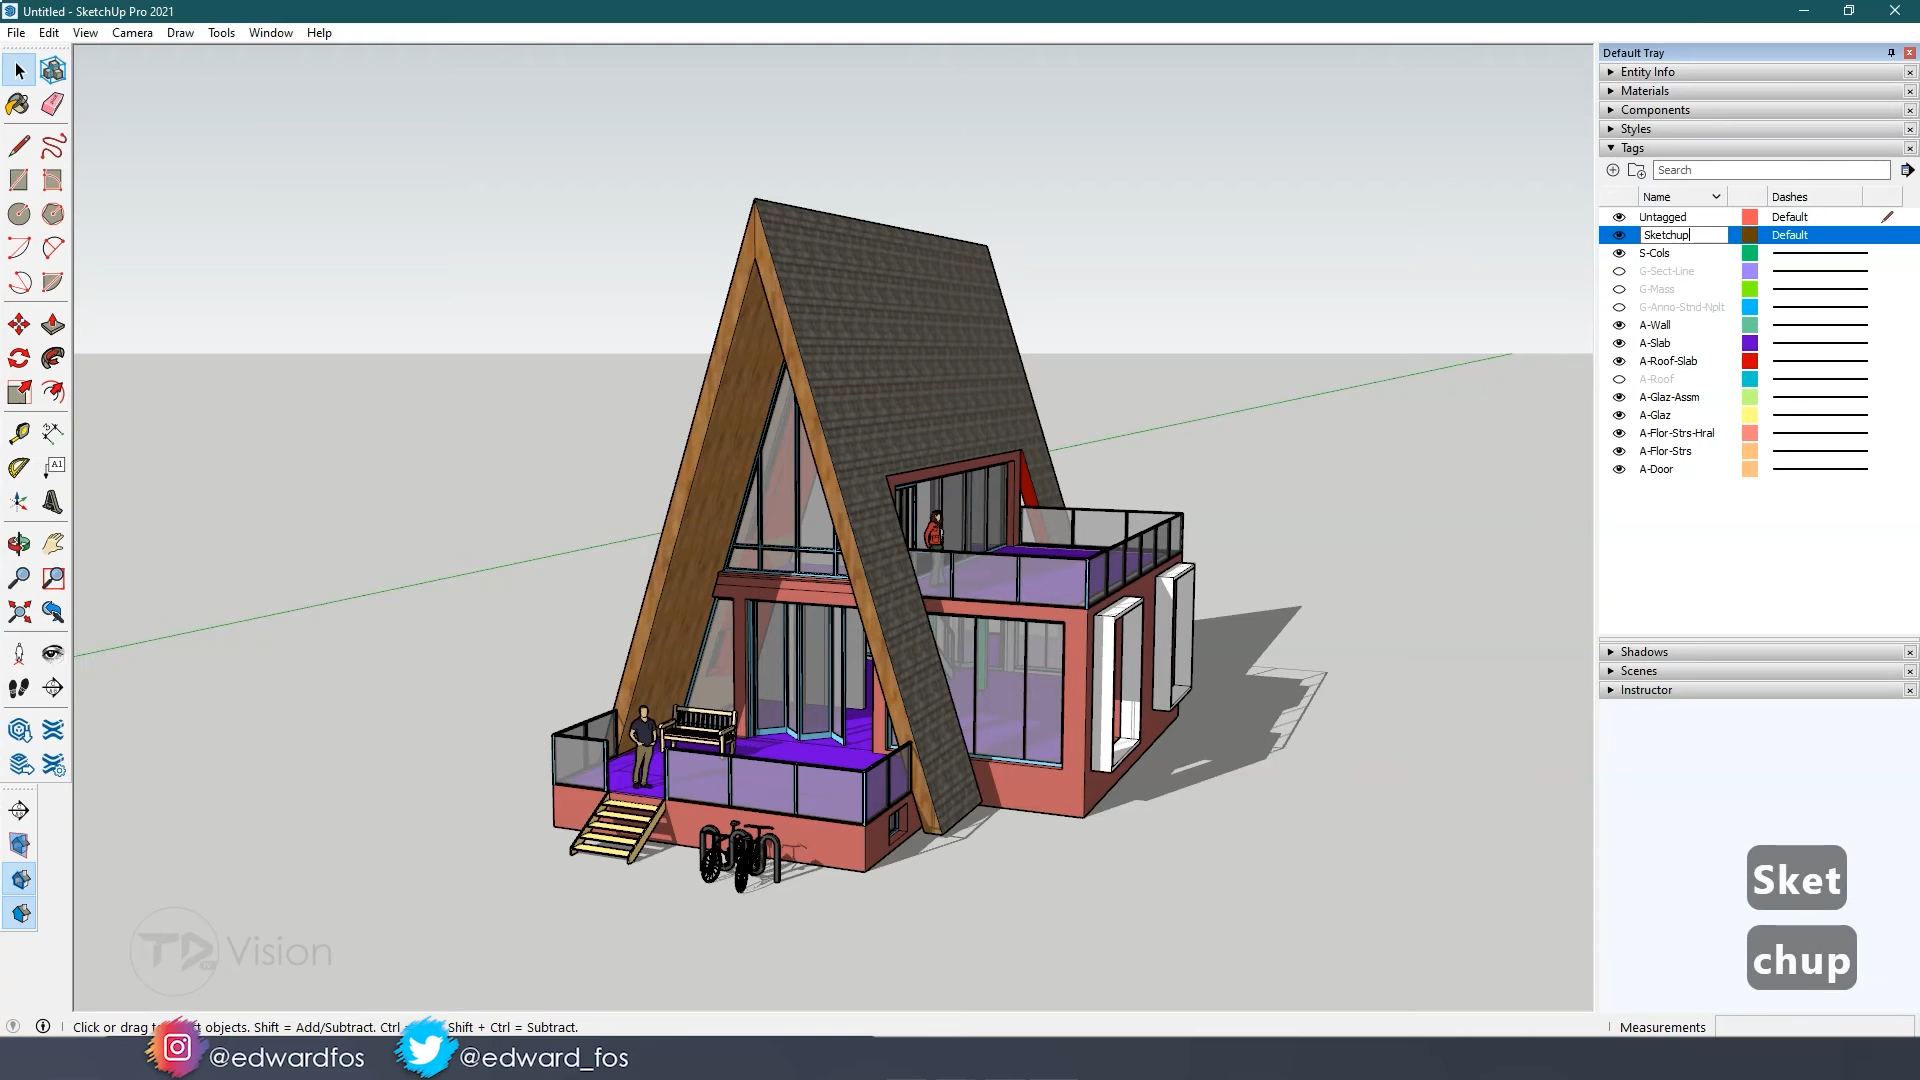 Untitled - SketchUp Pro 2021
File Edit View Camera Draw Tools Window Help
Default Tray
Entity Info
Materials
Components
Styles
Tags
Search
Name Dashes
Untagged Default
Sketchup Default
S-Cols
G-Sect-Line
G-Mass
G-Anno-Stnd-Nplt
A-Wall
A-Slab
A-Roof-Slab
A-Roof
A-Glaz-Assm
A-Glaz
A-Flor-Strs-Hral
A-Flor-Strs
A-Door
Shadows
Scenes
Instructor
A1
Sket
chup
TD Vision
Click or drag t objects. Shift = Add/Subtract. Ctrl Shift + Ctrl = Subtract.
Measurements
@edwardfos @edward_fos